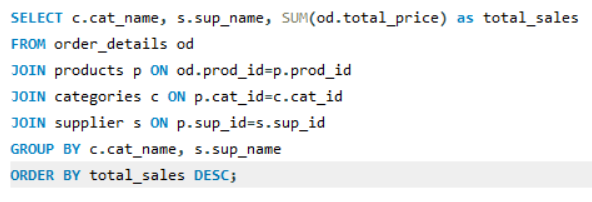 SELECT c.cat_name, s.sup_name, SUM(od.total_price) as total_sales
FROM order_details od
JOIN products p ON od.prod_id=p.prod_id
JOIN categories c ON p.cat_id=c.cat_id
JOIN supplier s ON p.sup_id=s.sup_id
GROUP BY c.cat_name, s.sup_name
ORDER BY total_sales DESC;